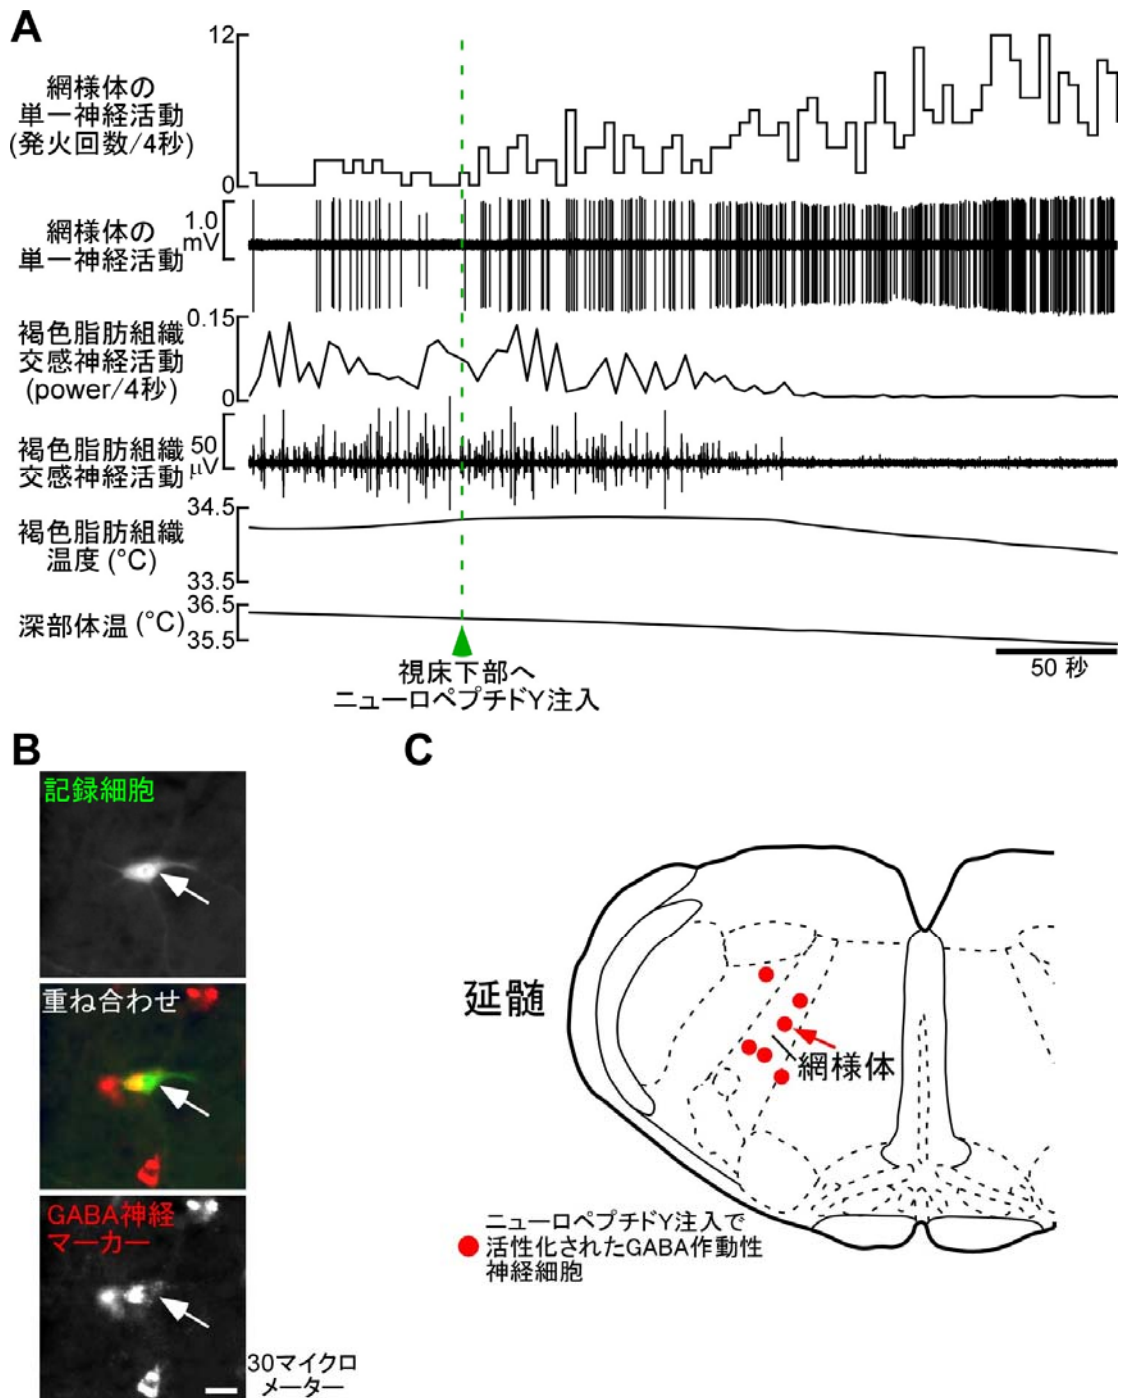 A
12
網様体の
単一神経活動
(発火回数/4秒)
0
網様体の
単一神経活動
1.0
mV
褐色脂肪組織
交感神経活動
(power/4秒)
0.15
0
褐色脂肪組織
交感神経活動
50
μV
褐色脂肪組織
温度 (°C)
34.5
33.5
深部体温 (°C)
36.5
35.5
視床下部へ
ニューロペプチドY注入
50 秒
B
記録細胞
重ね合わせ
GABA神経
マーカー
30マイクロ
メーター
C
延髄
網様体
ニューロペプチドY注入で
活性化されたGABA作動性
神経細胞